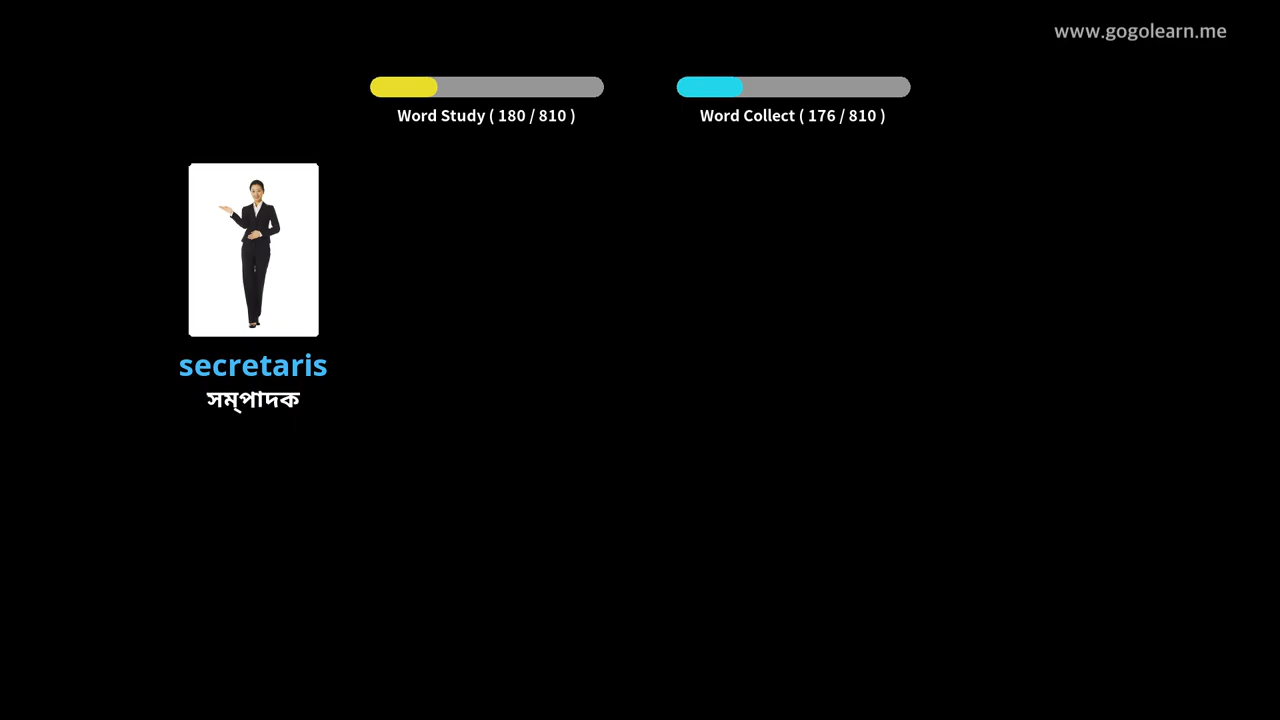 www.gogolearn.me
Word Study ( 180 / 810 )
Word Collect ( 176 / 810 )
secretaris
সম্পাদক